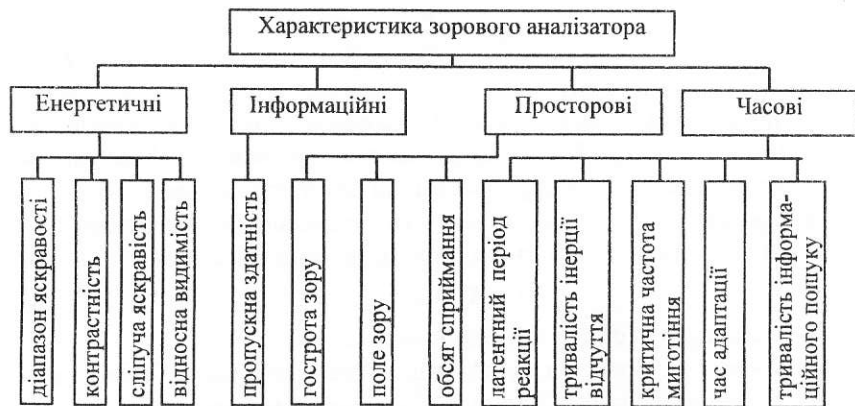 Характеристика зорового аналізатора
Енергетичні
Інформаційні
Просторові
Часові
діапазон яскравості
контрастність
сліпуча яскравість
відносна видимість
пропускна здатність
гострота зору
поле зору
обсяг сприймання
латентний період
реакції
тривалість інерції
відчуття
критична частота
миготіння
час адаптації
тривалість інформа-
ційного пошуку